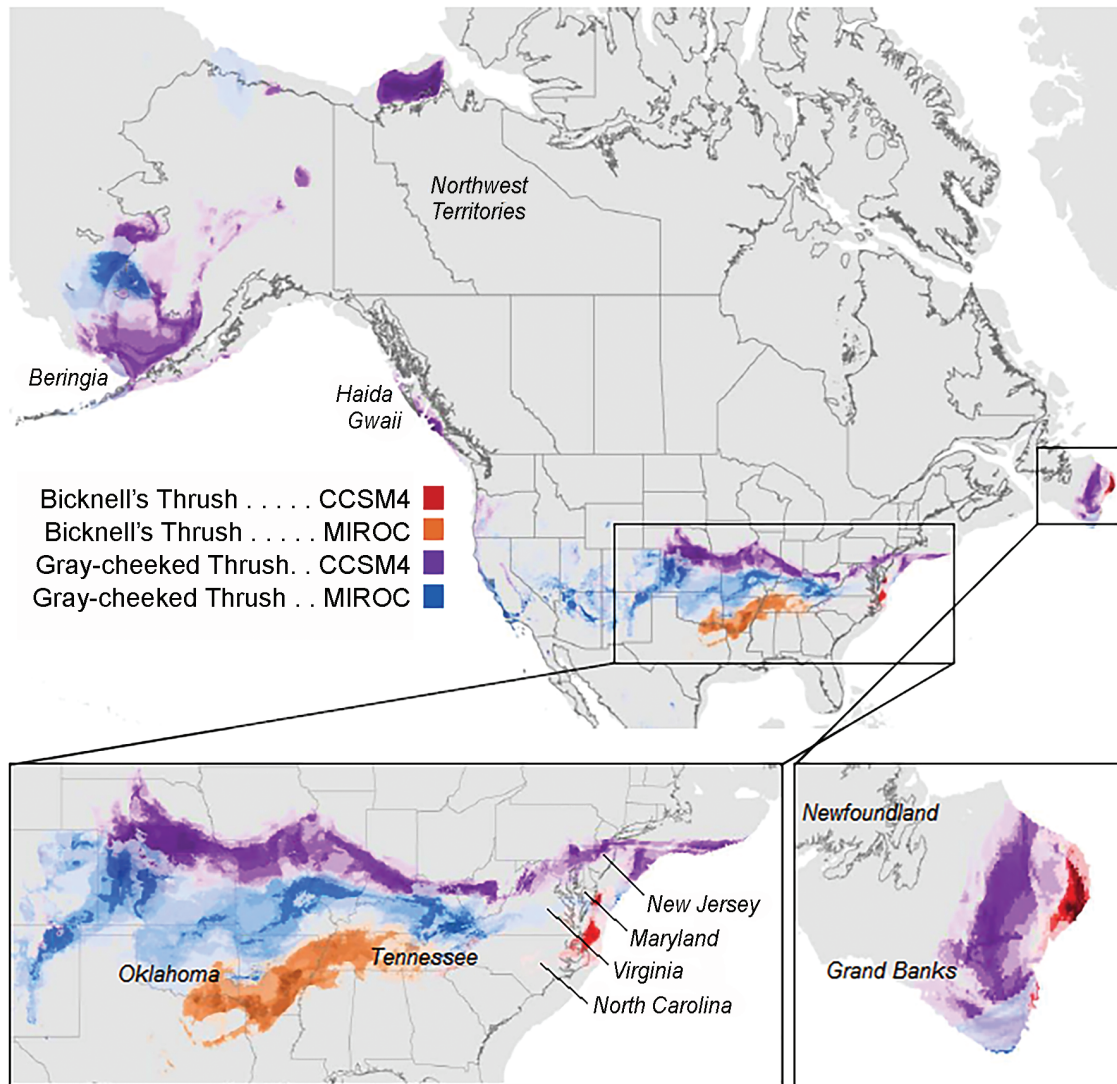 Northwest
Territories
Beringia
Haida
Gwaii
Bicknell's Thrush . . . . . CCSM4
Bicknell's Thrush . . . . . MIROC
Gray-cheeked Thrush. . . CCSM4
Gray-cheeked Thrush . . MIROC
New Jersey
Maryland
Tennessee
Virginia
Oklahoma
North Carolina
Newfoundland
Grand Banks